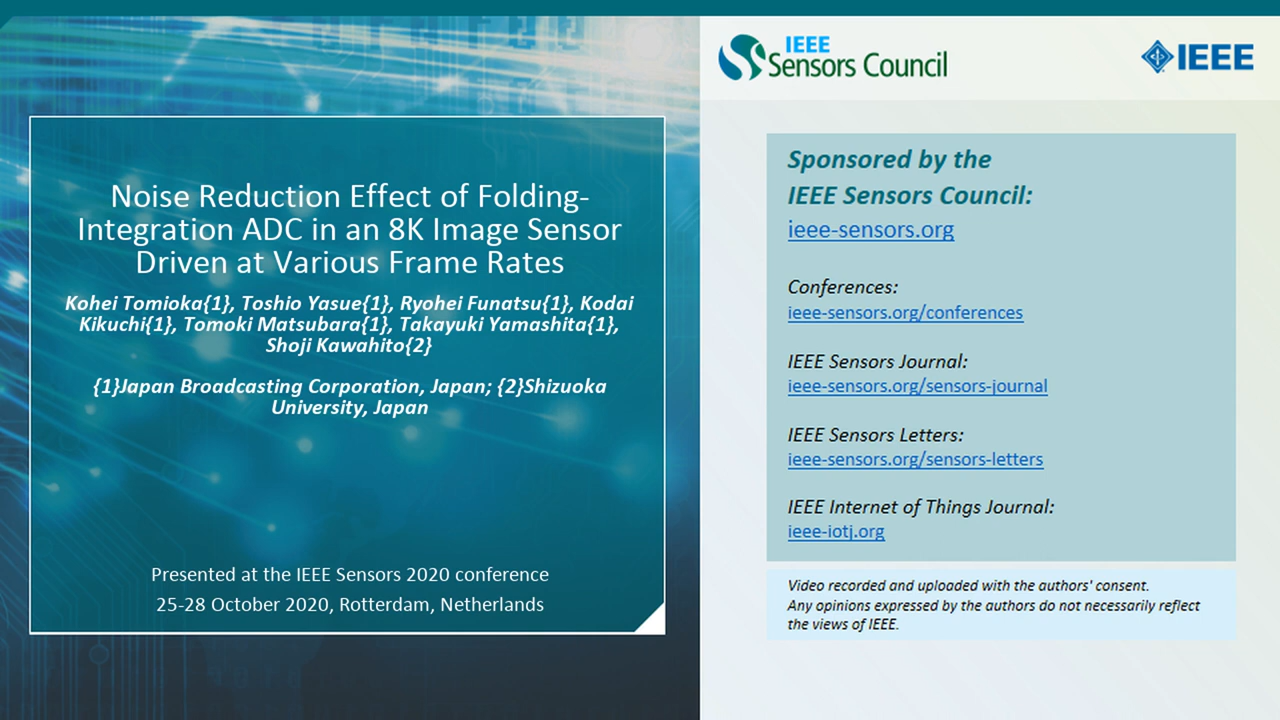 Noise Reduction Effect of Folding-
Integration ADC in an 8K Image Sensor
Driven at Various Frame Rates
Kohei Tomioka{1}, Toshio Yasue{1}, Ryohei Funatsu{1}, Kodai
Kikuchi{1}, Tomoki Matsubara{1}, Takayuki Yamashita{1},
Shoji Kawahito{2}
{1}Japan Broadcasting Corporation, Japan; {2}Shizuoka
University, Japan
Presented at the IEEE Sensors 2020 conference
25-28 October 2020, Rotterdam, Netherlands
IEEE
Sensors Council
IEEE
Sponsored by the
IEEE Sensors Council:
ieee-sensors.org
Conferences:
ieee-sensors.org/conferences
IEEE Sensors Journal:
ieee-sensors.org/sensors-journal
IEEE Sensors Letters:
ieee-sensors.org/sensors-letters
IEEE Internet of Things Journal:
ieee-iotj.org
Video recorded and uploaded with the authors' consent.
Any opinions expressed by the authors do not necessarily reflect
the views of IEEE.